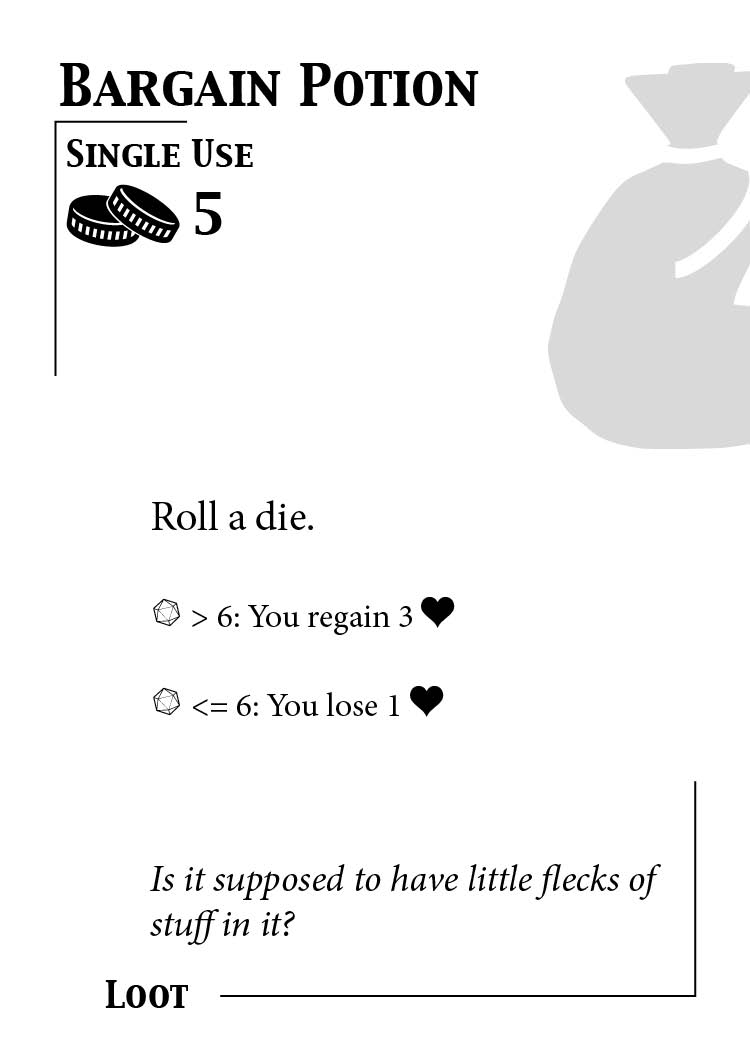 Bargain Potion
Single Use
5
Roll a die.
> 6: You regain 3
<= 6: You lose 1
Is it supposed to have little flecks of
stuff in it?
Loot